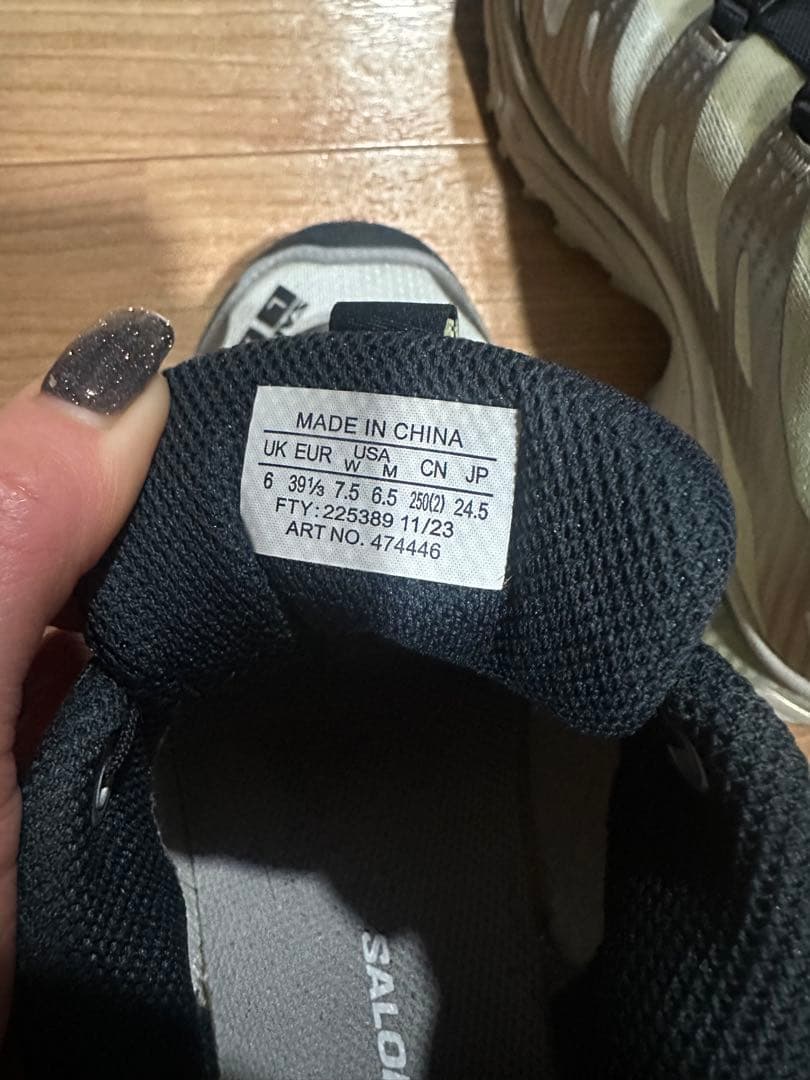 MADE IN CHINA
UK EUR USA CN JP
W M
6 39⅓ 7.5 6.5 250(2) 24.5
FTY: 225389 11/23
ART NO. 474446
SALO